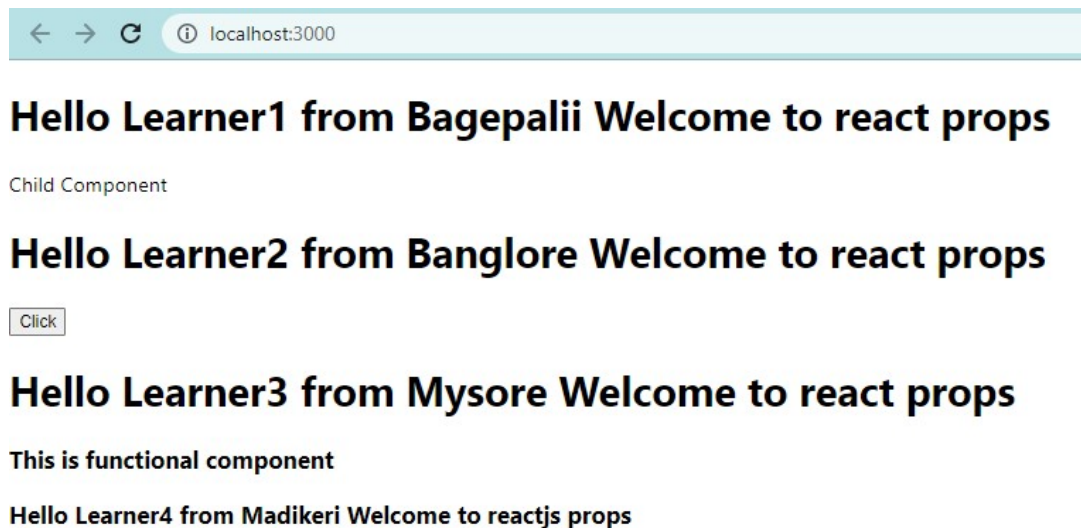 localhost:3000
Hello Learner1 from Bagepalii Welcome to react props
Child Component
Hello Learner2 from Banglore Welcome to react props
Click
Hello Learner3 from Mysore Welcome to react props
This is functional component
Hello Learner4 from Madikeri Welcome to reactjs props